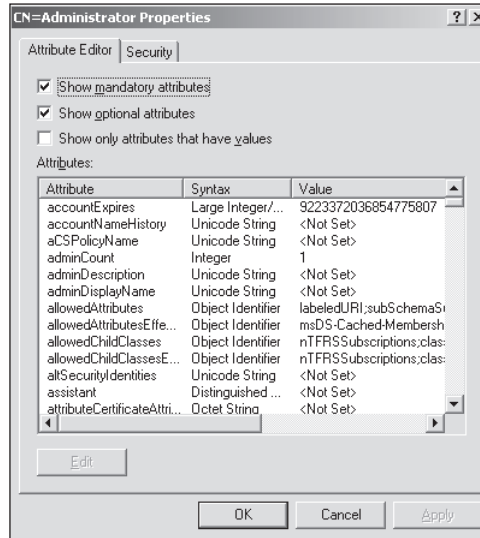 CN=Administrator Properties
Attribute Editor Security
Show mandatory attributes
Show optional attributes
Show only attributes that have values
Attributes:
Attribute Syntax Value
accountExpires Large Integer/... 9223372036854775807
accountNameHistory Unicode String <Not Set>
aCSPolicyName Unicode String <Not Set>
adminCount Integer 1
adminDescription Unicode String <Not Set>
adminDisplayName Unicode String <Not Set>
allowedAttributes Object Identifier labeledURI;subSchemaSu
allowedAttributesEffe... Object Identifier msDS-Cached-Membersh
allowedChildClasses Object Identifier nTFRSSubscriptions;clas:
allowedChildClassesE... Object Identifier nTFRSSubscriptions;clas:
altSecurityIdentities Unicode String <Not Set>
assistant Distinguished ... <Not Set>
attributeCertificateAttri... Octet String <Not Set>
Edit
OK Cancel Apply